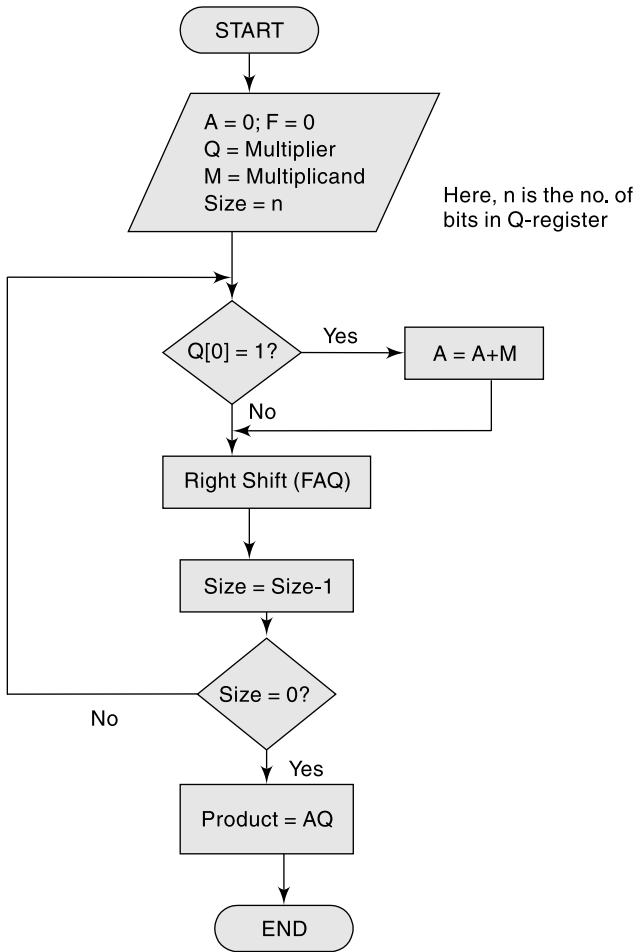 START
A = 0; F = 0
Q = Multiplier
M = Multiplicand
Size = n
Here, n is the no. of
bits in Q-register
Q[0] = 1?
Yes
A = A+M
No
Right Shift (FAQ)
Size = Size-1
Size = 0?
No
Yes
Product = AQ
END